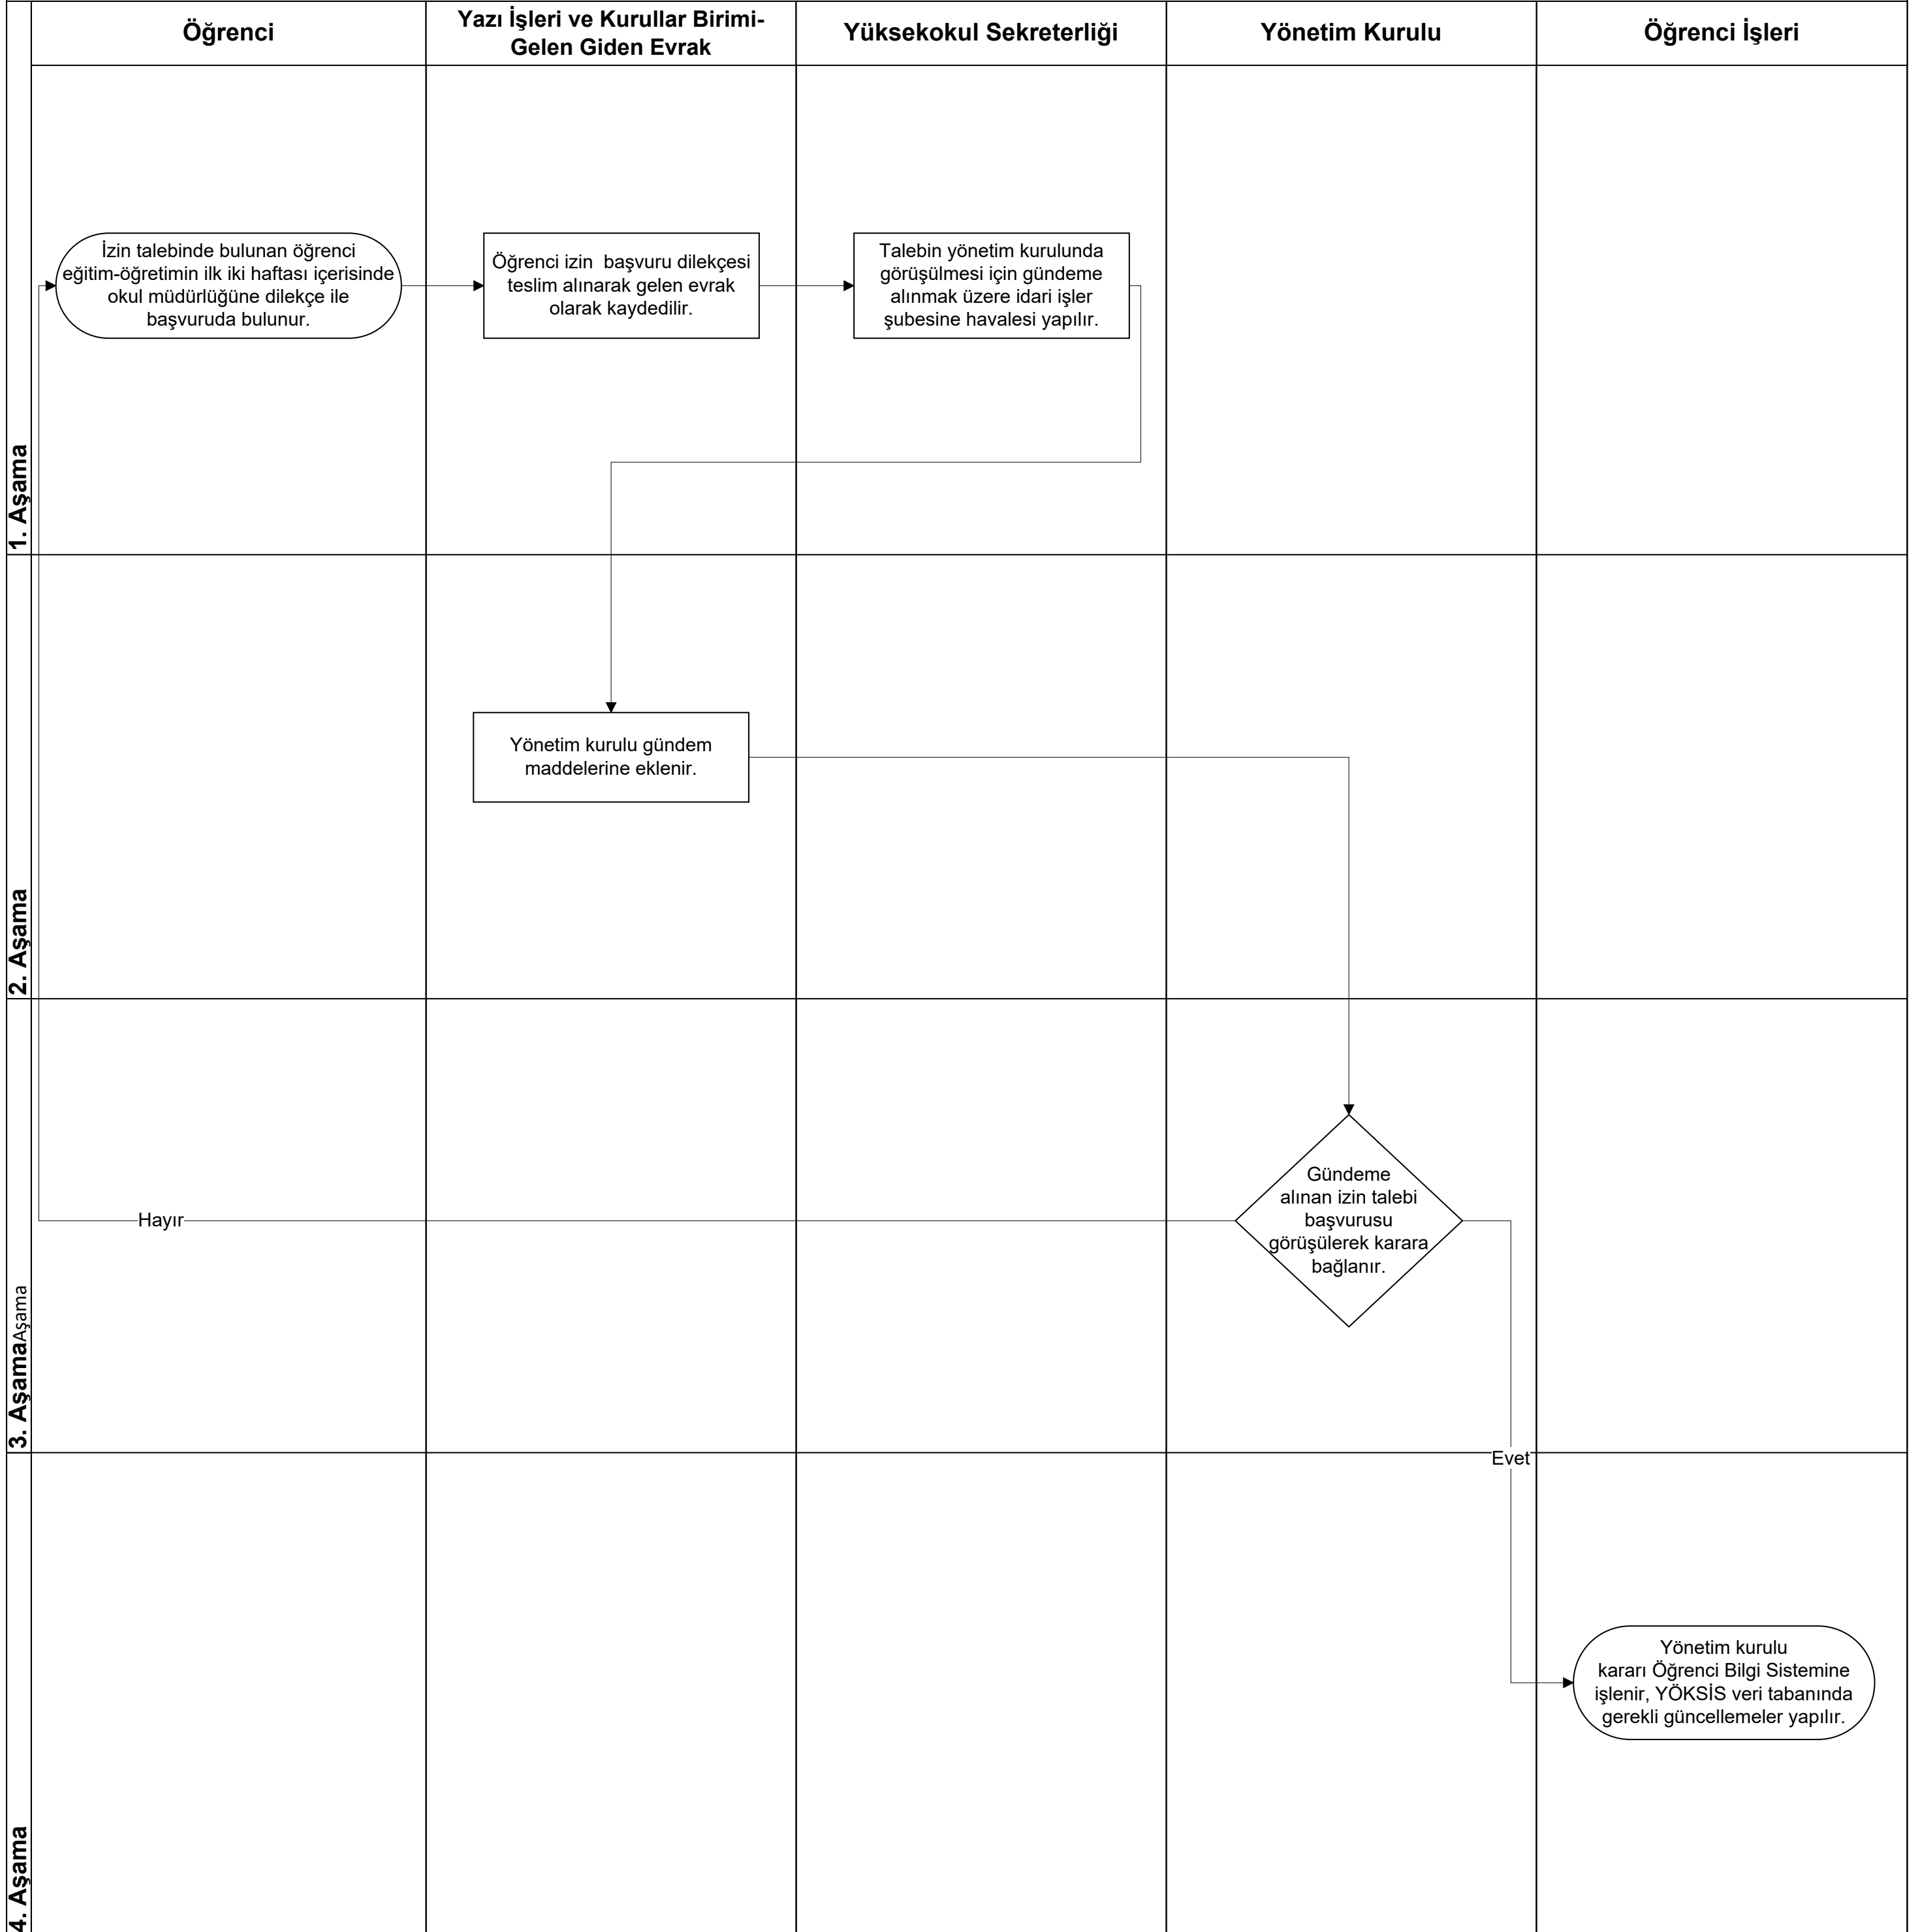 Öğrenci
Yazı İşleri ve Kurullar Birimi-
Gelen Giden Evrak
Yüksekokul Sekreterliği
Yönetim Kurulu
Öğrenci İşleri
1. Aşama
İzin talebinde bulunan öğrenci
eğitim-öğretimin ilk iki haftası içerisinde
okul müdürlüğüne dilekçe ile
başvuruda bulunur.
Öğrenci izin  başvuru dilekçesi
teslim alınarak gelen evrak
olarak kaydedilir.
Talebin yönetim kurulunda
görüşülmesi için gündeme
alınmak üzere idari işler
şubesine havalesi yapılır.
2. Aşama
Yönetim kurulu gündem
maddelerine eklenir.
3. AşamaAşama
Gündeme
alınan izin talebi
başvurusu
görüşülerek karara
bağlanır.
Hayır
Evet
4. Aşama
Yönetim kurulu
kararı Öğrenci Bilgi Sistemine
işlenir, YÖKSİS veri tabanında
gerekli güncellemeler yapılır.